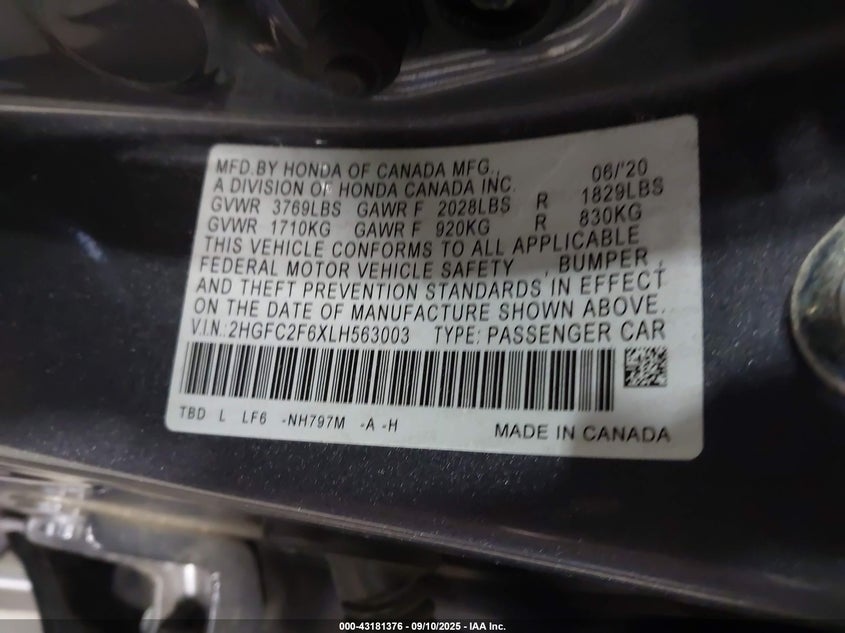 MFD.BY HONDA OF CANADA MFG., 06/'20
A DIVISION OF HONDA CANADA INC.
GVWR 3769LBS GAWR F 2028LBS R 1829LBS
GVWR 1710KG GAWR F 920KG R 830KG
THIS VEHICLE CONFORMS TO ALL APPLICABLE
FEDERAL MOTOR VEHICLE SAFETY , BUMPER ,
AND THEFT PREVENTION STANDARDS IN EFFECT
ON THE DATE OF MANUFACTURE SHOWN ABOVE.
V.I.N.:2HGFC2F6XLH563003 TYPE: PASSENGER CAR
TBD L LF6 -NH797M -A -H
MADE IN CANADA
000-43181376 - 09/10/2025 - IAA Inc.